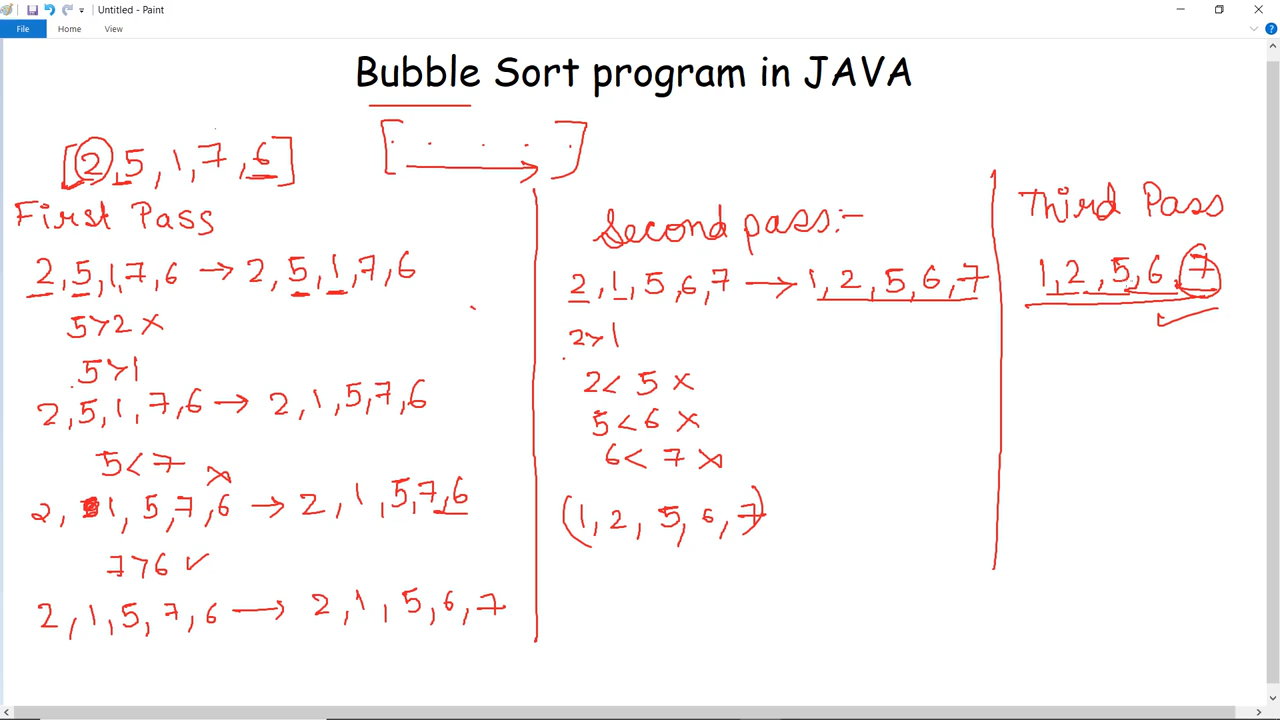 Untitled - Paint
File Home View
Bubble Sort program in JAVA
[2,5,1,7,6]
First Pass
2,5,1,7,6 → 2,5,1,7,6
5>2 x
5>1
2,5,1,7,6 → 2,1,5,7,6
5<7 x
2,1,5,7,6 → 2,1,5,7,6
7>6 ✓
2,1,5,7,6 → 2,1,5,6,7
Second pass:-
2,1,5,6,7 → 1,2,5,6,7
2>1
2<5 x
5<6 x
6<7 x
(1,2,5,6,7)
Third Pass
1,2,5,6,7
✓